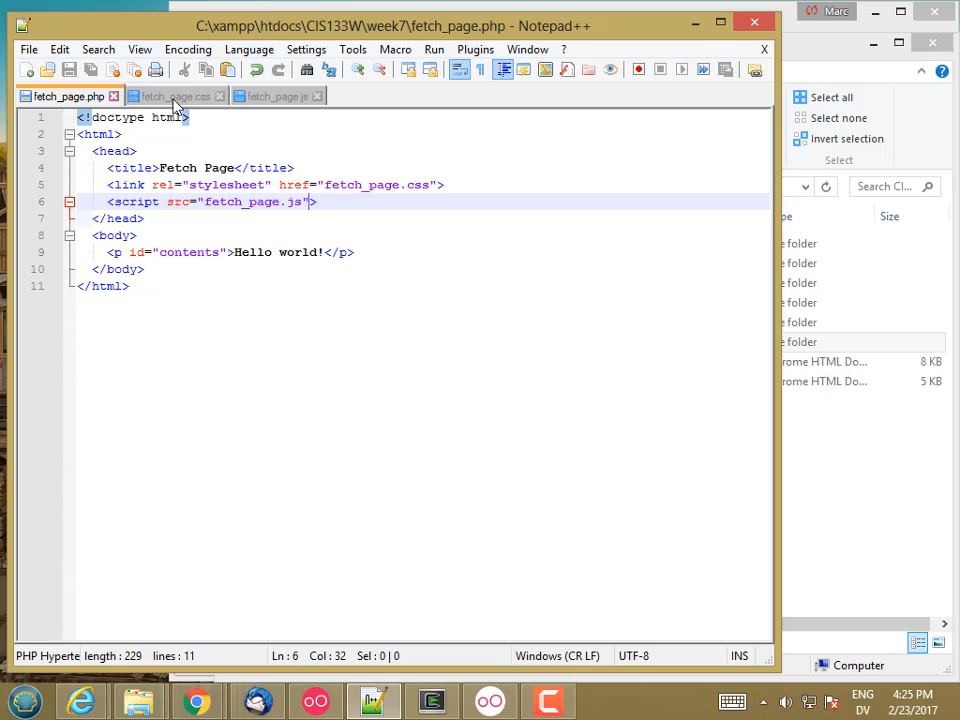 C:\xampp\htdocs\CIS133W\week7\fetch_page.php - Notepad++
Marc
File Edit Search View Encoding Language Settings Tools Macro Run Plugins Window ? X
fetch_page.php fetch_page.css fetch_page.js
1 <!doctype html>
2 <html>
3 <head>
4 <title>Fetch Page</title>
5 <link rel="stylesheet" href="fetch_page.css">
6 <script src="fetch_page.js">
7 </head>
8 <body>
9 <p id="contents">Hello world!</p>
10 </body>
11 </html>
Select all
Select none
Invert selection
Select
Search
pe Size
e folder
e folder
e folder
e folder
e folder
e folder
rome HTML Do... 8 KB
rome HTML Do... 5 KB
PHP Hyperte length : 229 lines : 11 Ln : 6 Col : 32 Sel : 0 | 0 Windows (CR LF) UTF-8 INS
Computer
ENG
DV
4:25 PM
2/23/2017